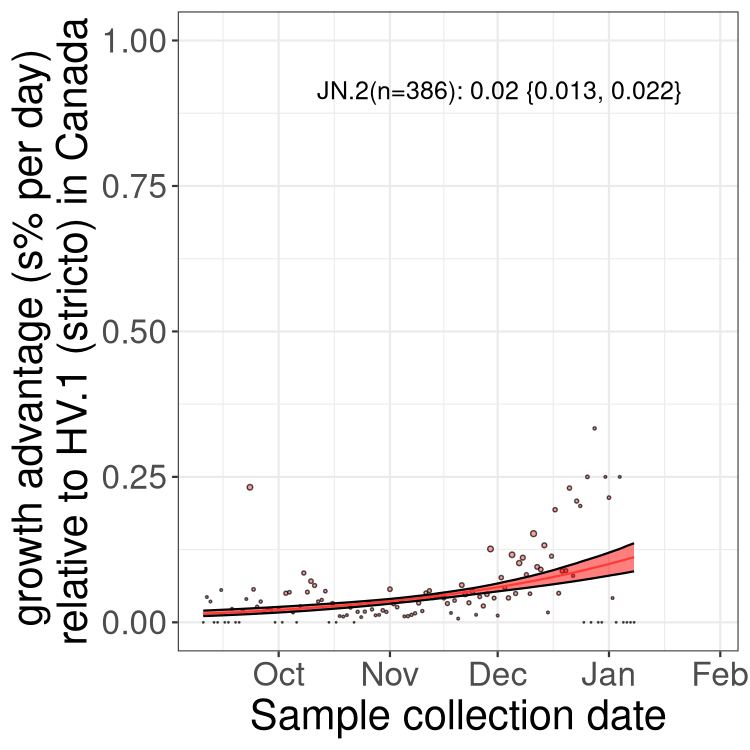 growth advantage (s% per day)
relative to HV.1 (stricto) in Canada
1.00
0.75
0.50
0.25
0.00
JN.2(n=386): 0.02 {0.013, 0.022}
Oct Nov Dec Jan Feb
Sample collection date